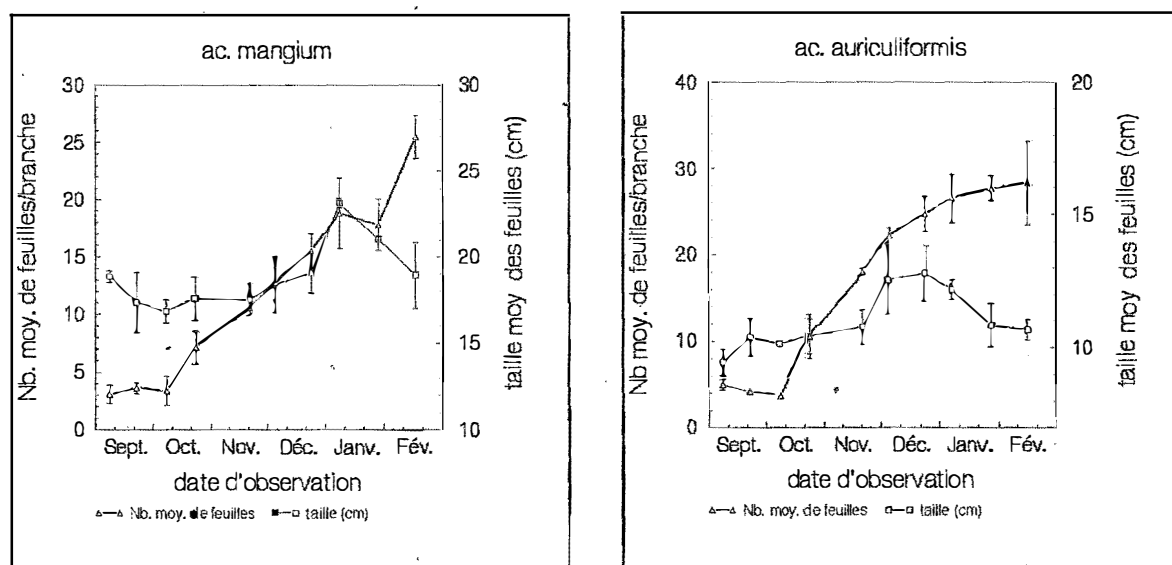 ac. mangium
Nb. moy. de feuilles/branche
30
25
20
15
10
5
0
30
25
20
15
10
taille moy des feuilles (cm)
Sept. Oct. Nov. Déc. Janv. Fév.
date d'observation
Nb. moy. de feuilles taille (cm)
ac. auriculiformis
Nb moy. de feuilles/branche
40
30
20
10
0
20
15
10
taille moy des feuilles (cm)
Sept. Oct. Nov. Déc. Janv. Fév.
date d'observation
Nb. moy. de feuilles taille (cm)